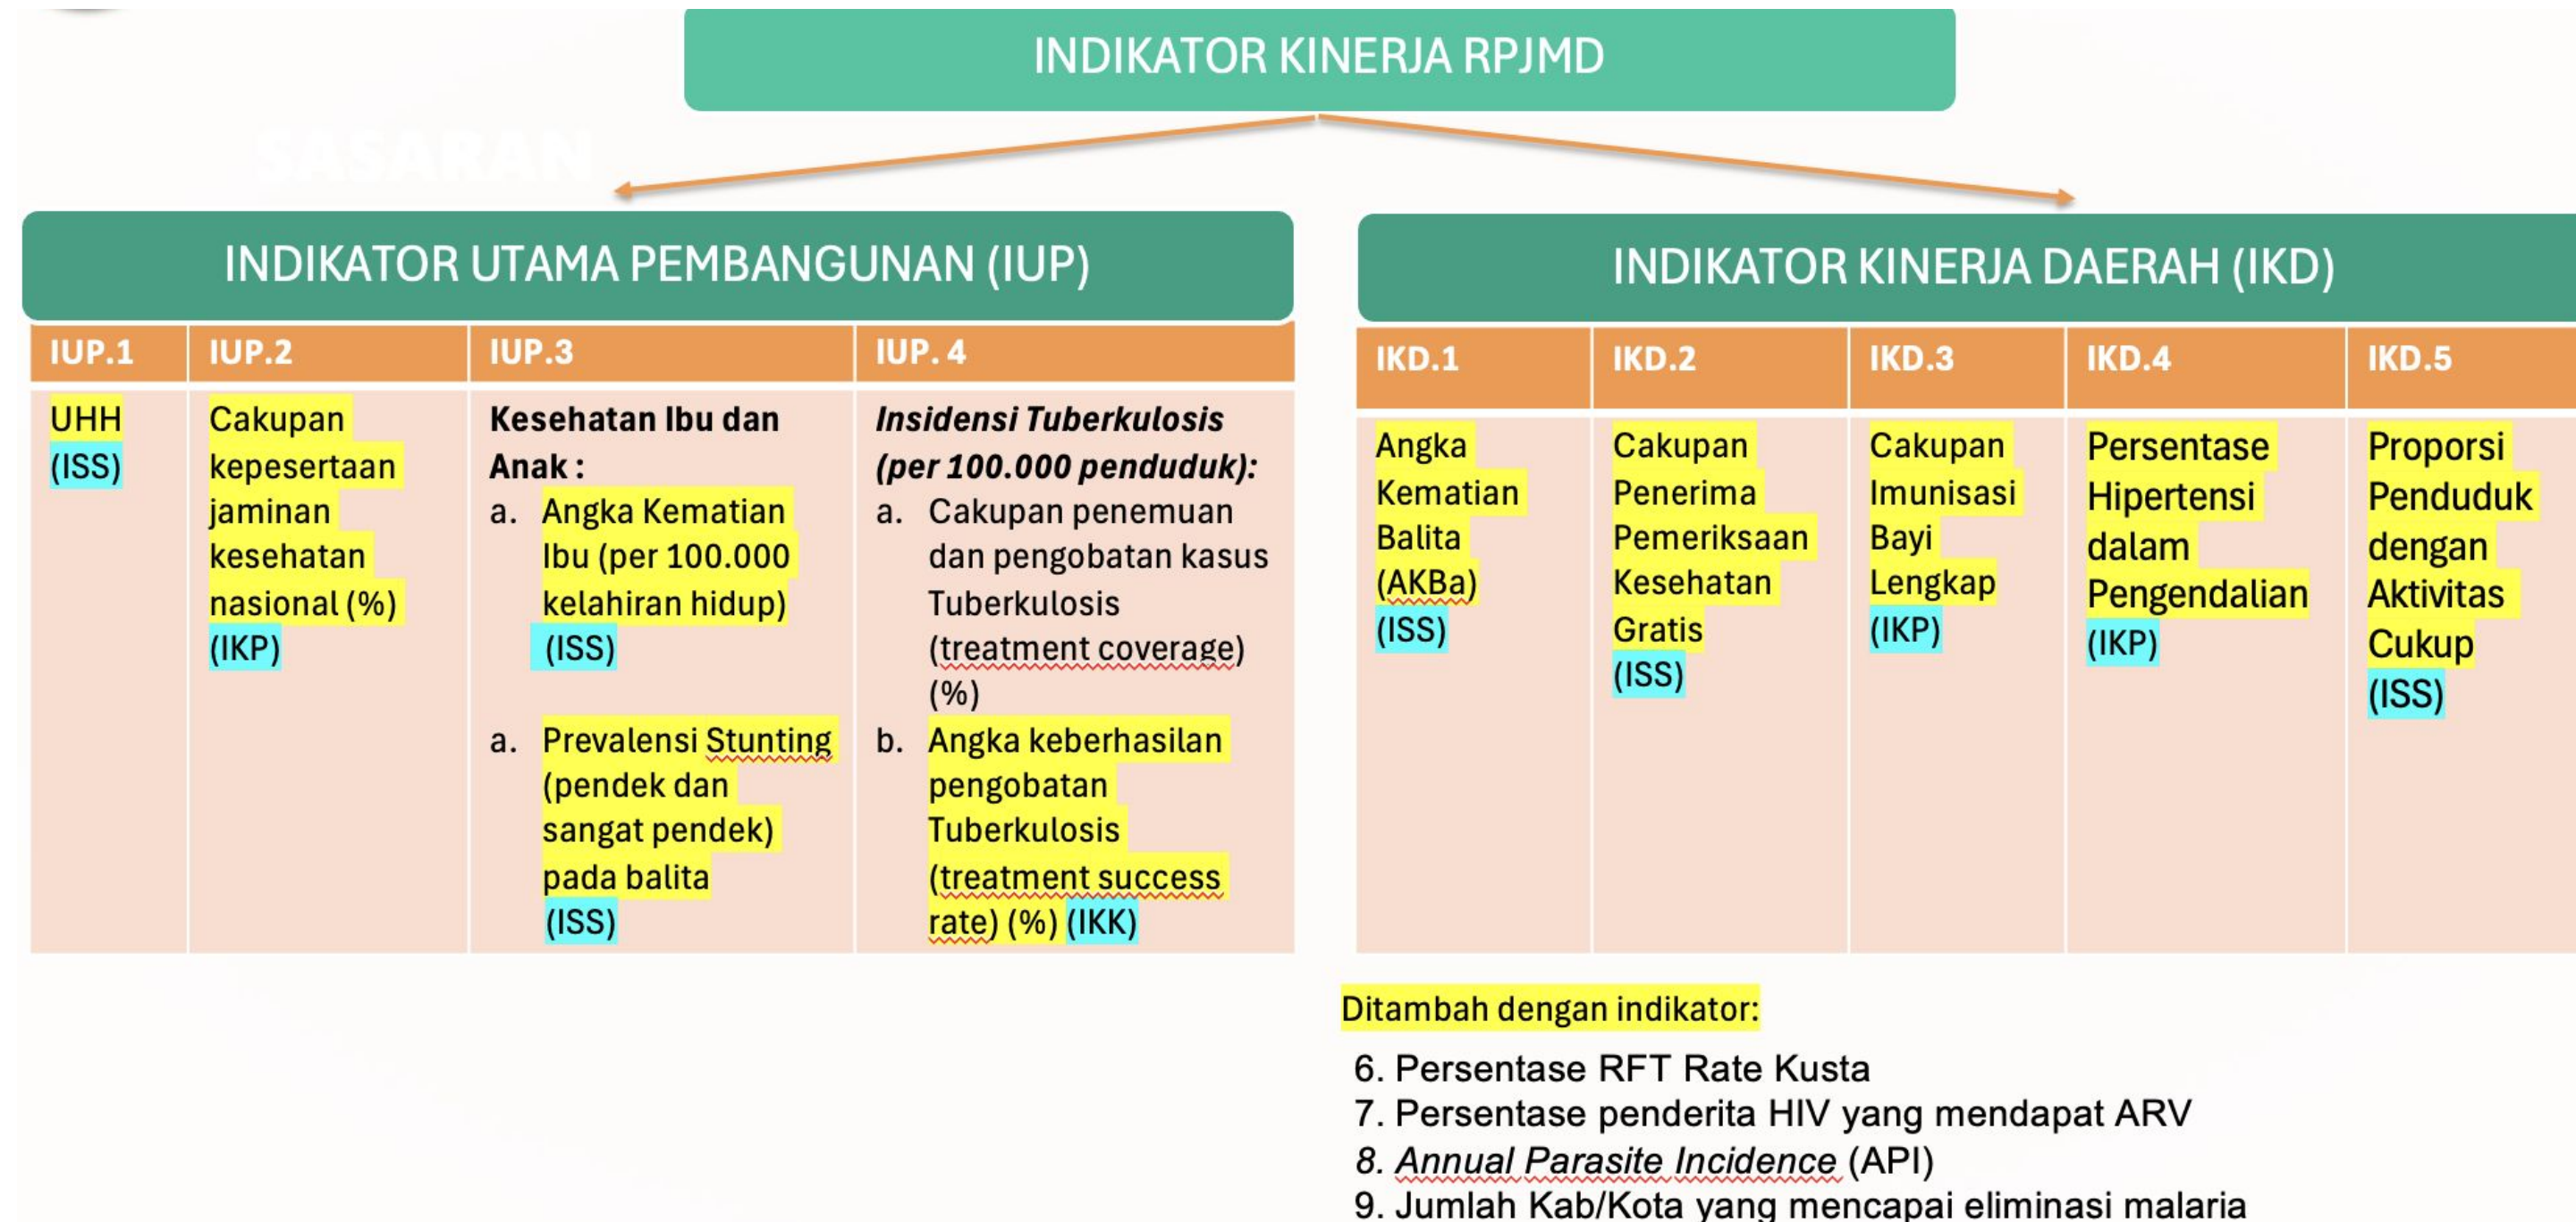 INDIKATOR KINERJA RPJMD
SASARAN
INDIKATOR UTAMA PEMBANGUNAN (IUP)
IUP.1
IUP.2
IUP.3
IUP. 4
UHH
(ISS)
Cakupan
kepesertaan
jaminan
kesehatan
nasional (%)
(IKP)
Kesehatan Ibu dan
Anak :
a. Angka Kematian
Ibu (per 100.000
kelahiran hidup)
(ISS)
a. Prevalensi Stunting
(pendek dan
sangat pendek)
pada balita
(ISS)
Insidensi Tuberkulosis
(per 100.000 penduduk):
a. Cakupan penemuan
dan pengobatan kasus
Tuberkulosis
(treatment coverage)
(%)
b. Angka keberhasilan
pengobatan
Tuberkulosis
(treatment success
rate) (%) (IKK)
INDIKATOR KINERJA DAERAH (IKD)
IKD.1
IKD.2
IKD.3
IKD.4
IKD.5
Angka
Kematian
Balita
(AKBa)
(ISS)
Cakupan
Penerima
Pemeriksaan
Kesehatan
Gratis
(ISS)
Cakupan
Imunisasi
Bayi
Lengkap
(IKP)
Persentase
Hipertensi
dalam
Pengendalian
(IKP)
Proporsi
Penduduk
dengan
Aktivitas
Cukup
(ISS)
Ditambah dengan indikator:
6. Persentase RFT Rate Kusta
7. Persentase penderita HIV yang mendapat ARV
8. Annual Parasite Incidence (API)
9. Jumlah Kab/Kota yang mencapai eliminasi malaria